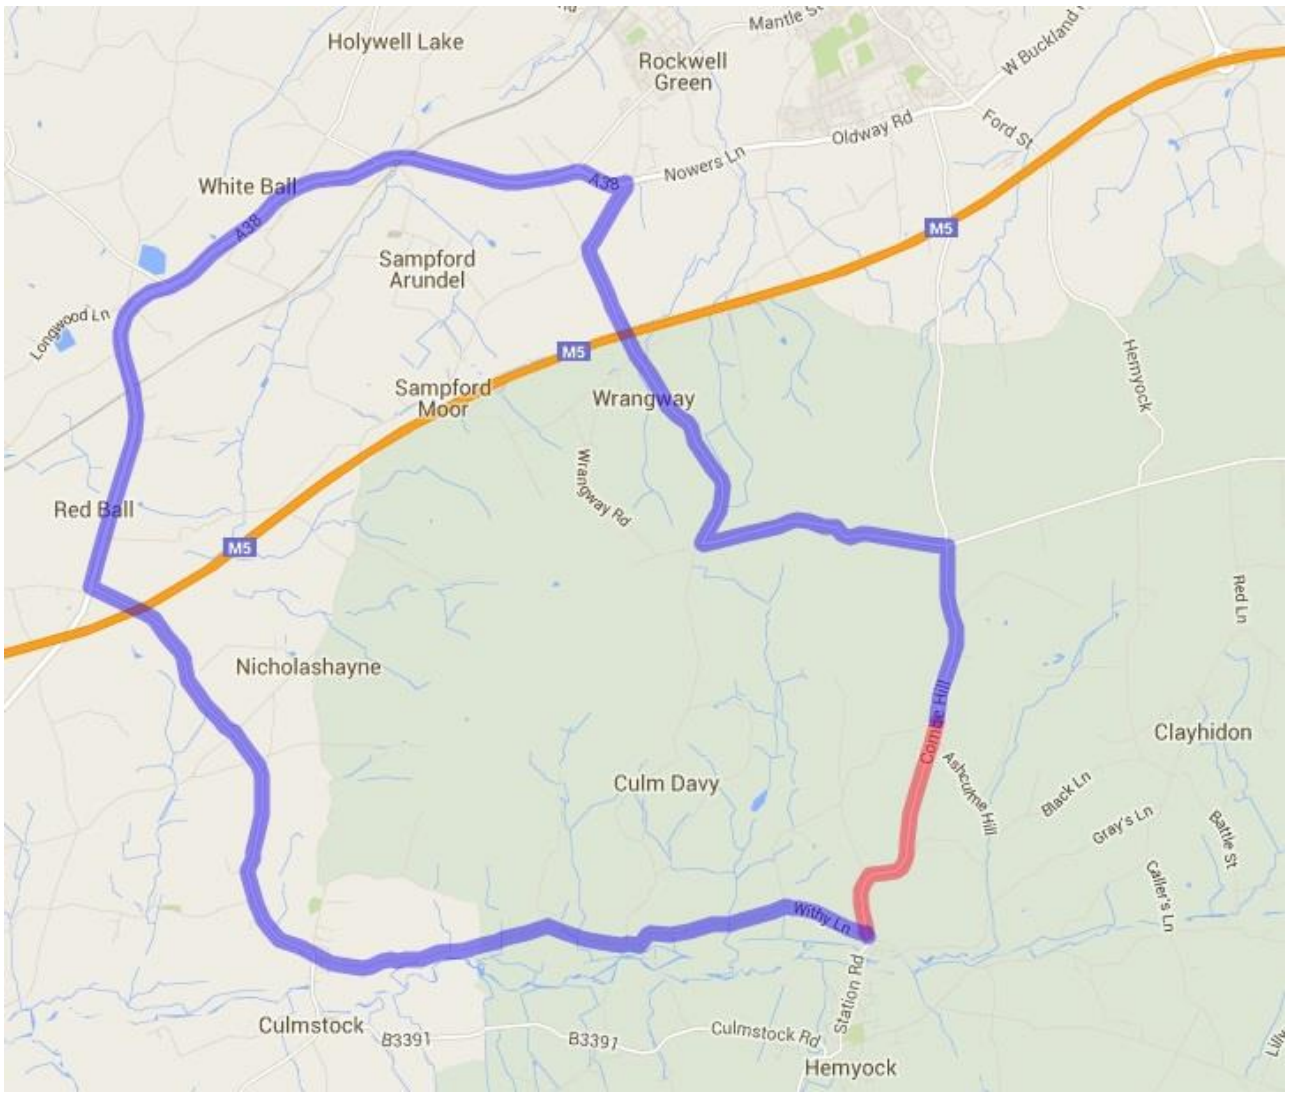 Mantle St
Holywell Lake
Rockwell
Green
W Buckland
Oldway Rd
Ford St
Nowers Ln
A38
White Ball
A38
M5
Sampford
Arundel
Longwood Ln
M5
Hemyock
Sampford
Moor
Wrangway
Wrangway Rd
Red Ball
M5
Red Ln
Nicholashayne
Combe Hill
Clayhidon
Culm Davy
Ashculme Hill
Black Ln
Gray's Ln
Battle St
Caller's Ln
Withy Ln
Station Rd
Culmstock
B3391
B3391
Culmstock Rd
Hemyock